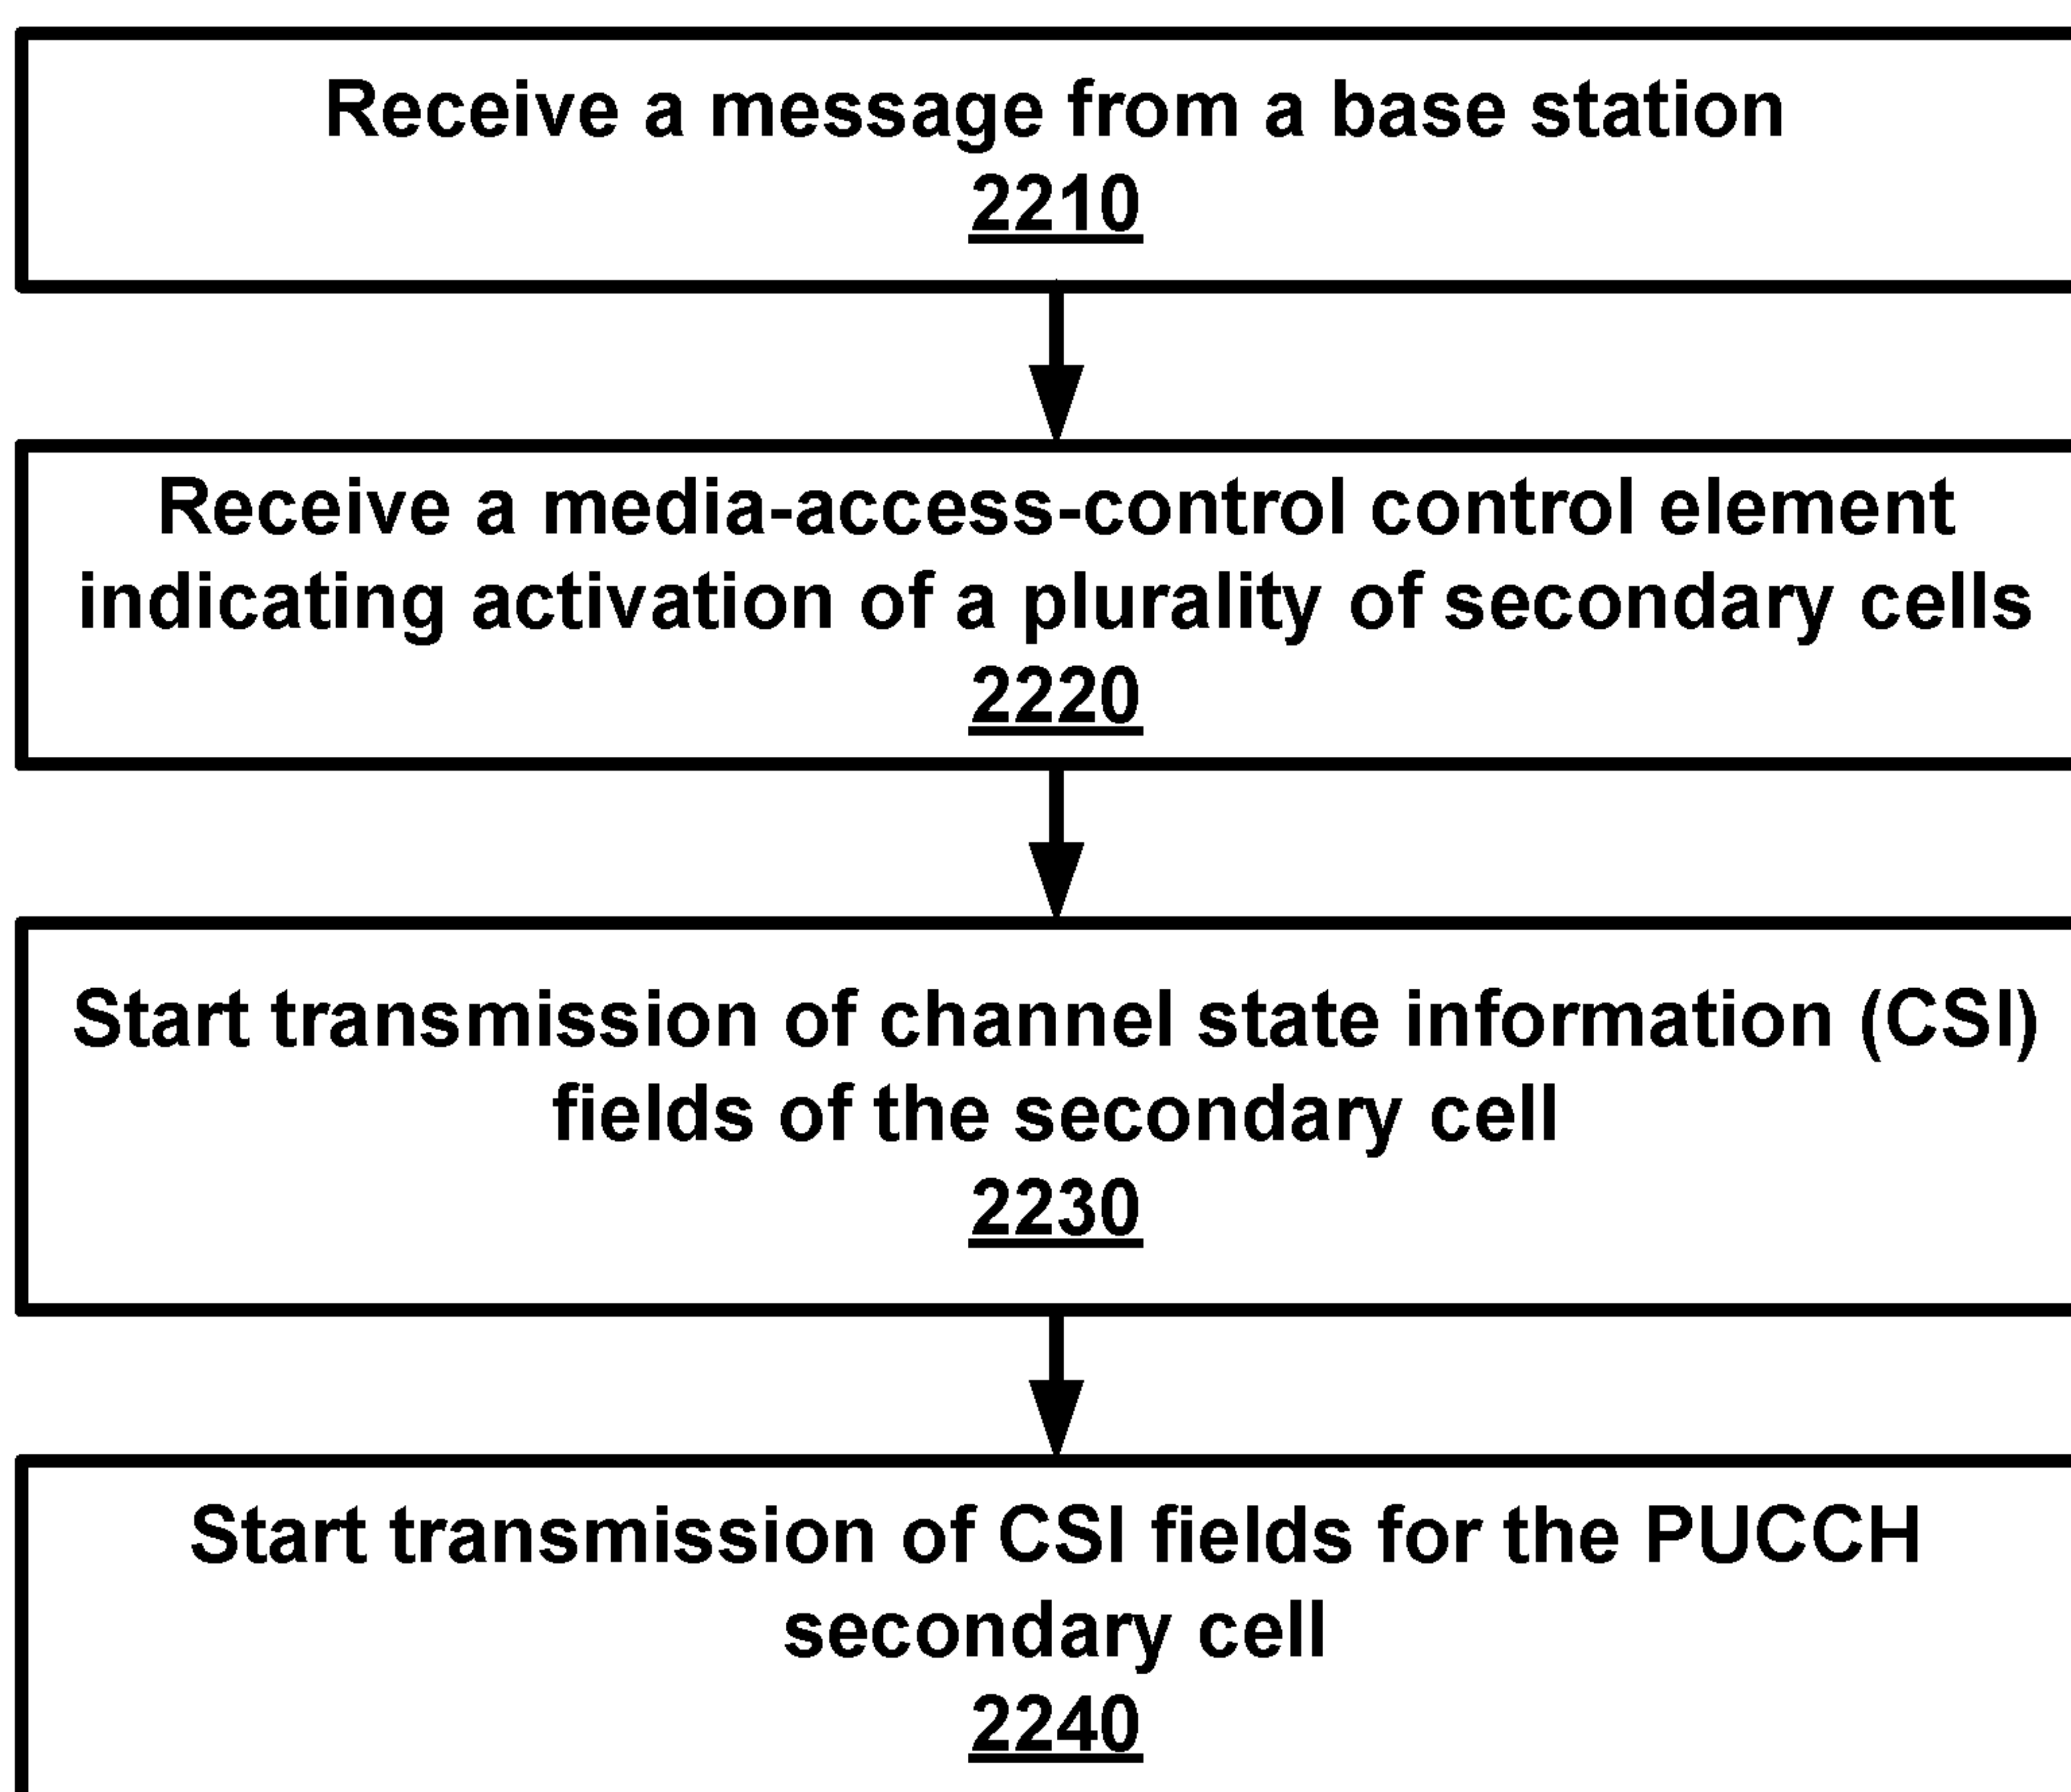 Receive a message from a base station
2210
Receive a media-access-control control element
indicating activation of a plurality of secondary cells
2220
Start transmission of channel state information (CSI)
fields of the secondary cell
2230
Start transmission of CSI fields for the PUCCH
secondary cell
2240